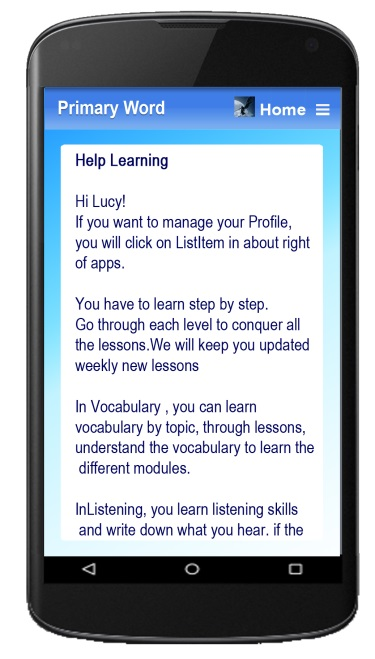 Primary Word
Home
Help Learning
Hi Lucy!
If you want to manage your Profile,
you will click on ListItem in about right
of apps.
You have to learn step by step.
Go through each level to conquer all
the lessons.We will keep you updated
weekly new lessons
In Vocabulary , you can learn
vocabulary by topic, through lessons,
understand the vocabulary to learn the
different modules.
InListening, you learn listening skills
and write down what you hear. if the